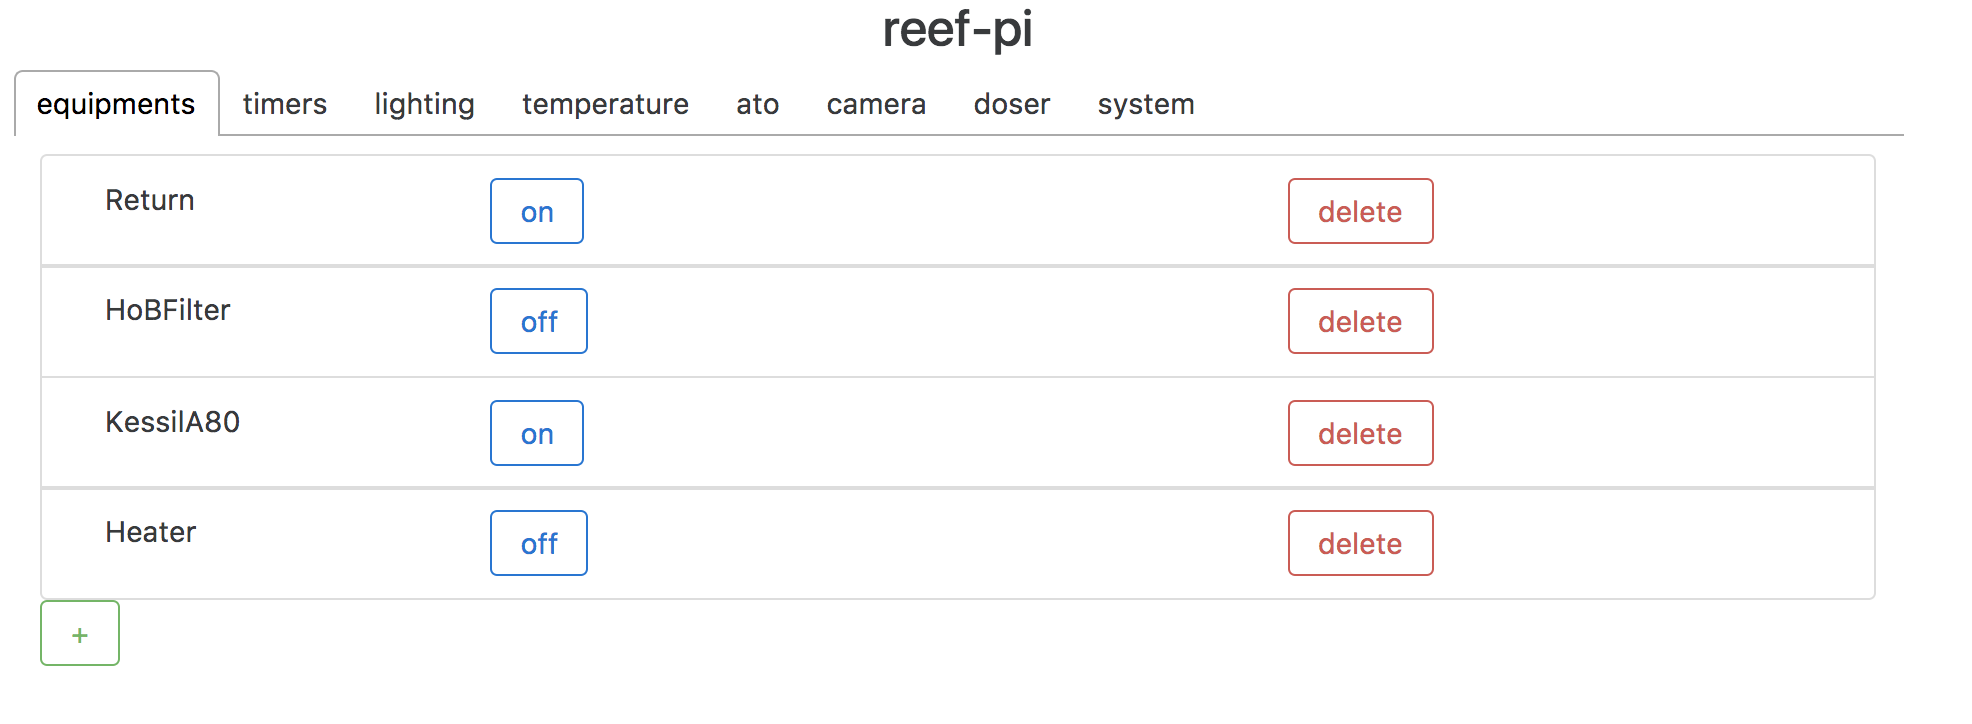 reef-pi
equipments timers lighting temperature ato camera doser system
Return on delete
HoBFilter off delete
KessilA80 on delete
Heater off delete
+